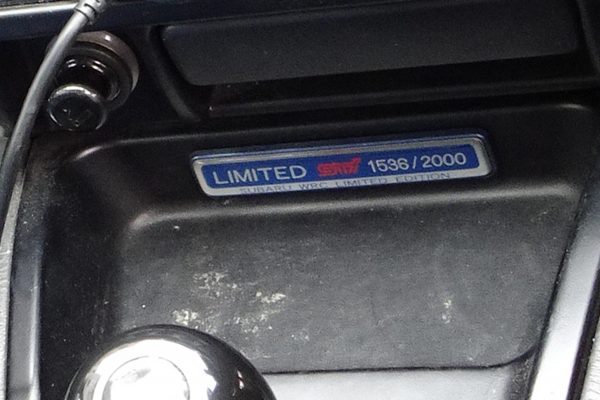 LIMITED STi 1536/2000
SUBARU WRC LIMITED EDITION